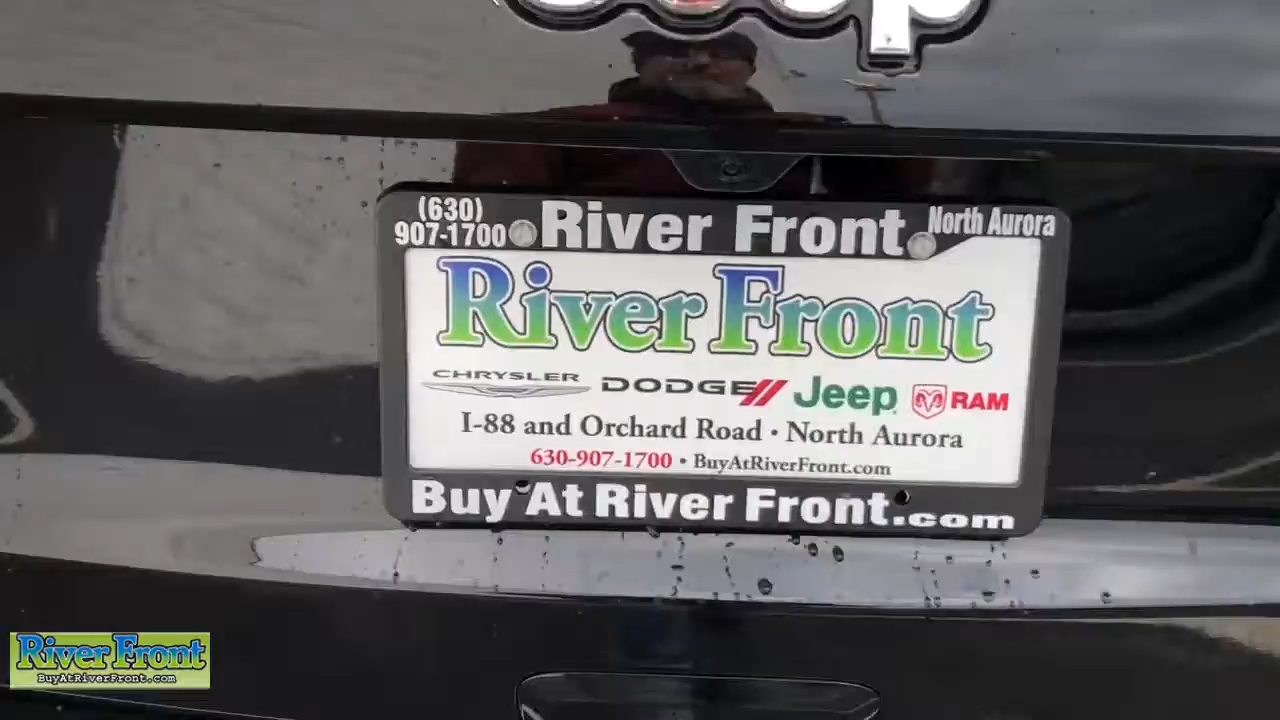 Jeep
(630)
907-1700
River Front
North Aurora
River Front
CHRYSLER DODGE Jeep RAM
I-88 and Orchard Road • North Aurora
630-907-1700 • BuyAtRiverFront.com
Buy At River Front.com
River Front
BuyAtRiverFront.com